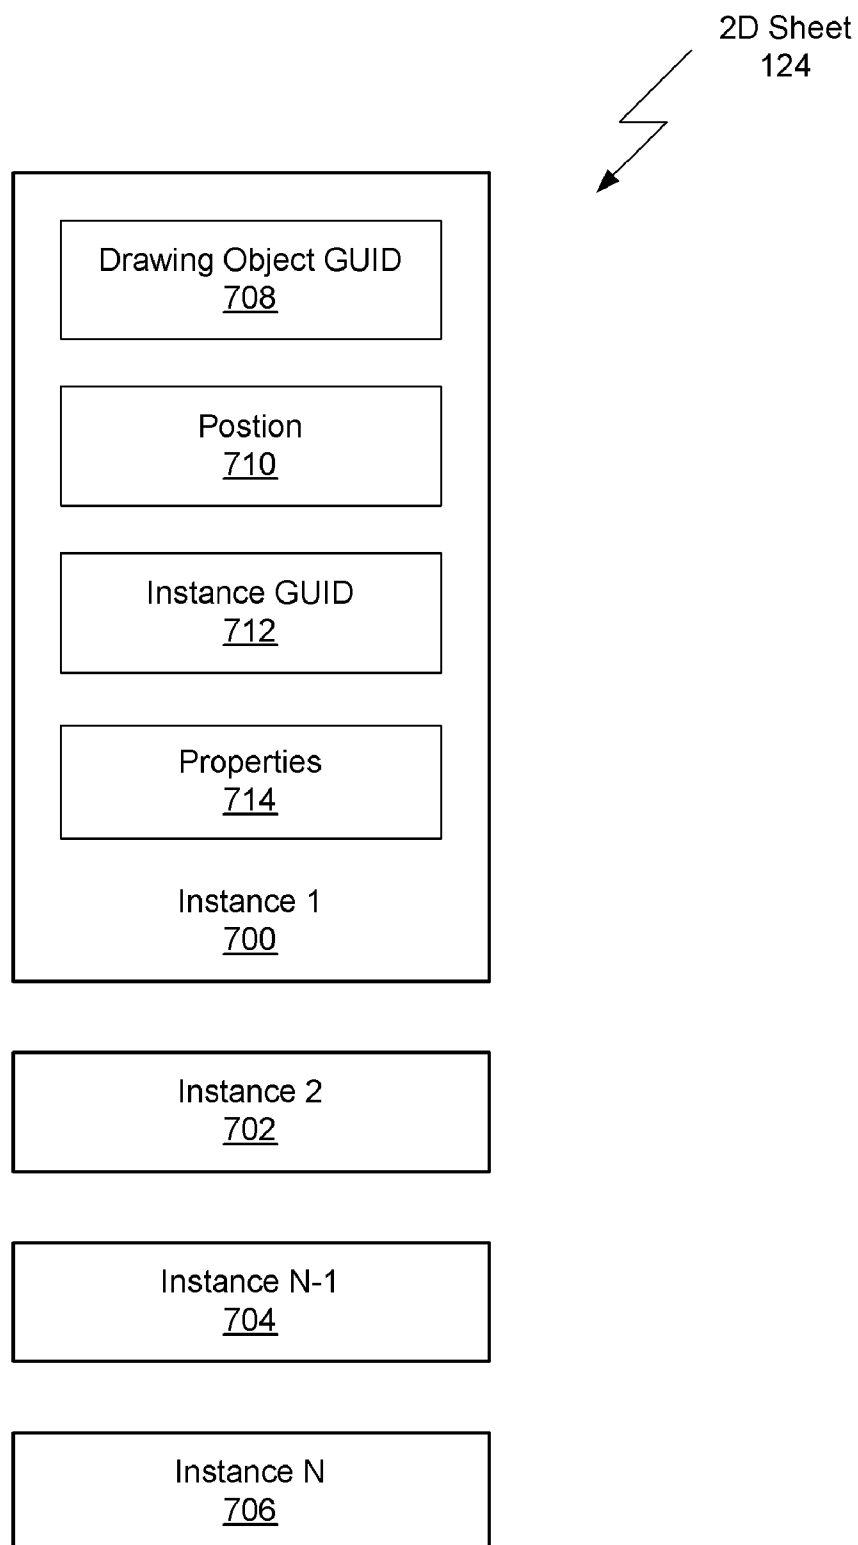 2D Sheet
124
Drawing Object GUID
708
Postion
710
Instance GUID
712
Properties
714
Instance 1
700
Instance 2
702
Instance N-1
704
Instance N
706